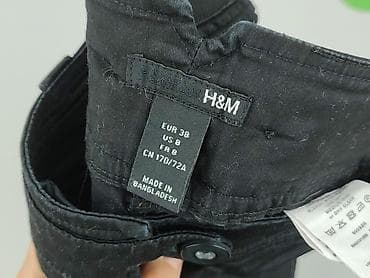 H&M
EUR 38
US 8
FR 8
CN 170/72A
MADE IN
BANGLADESH